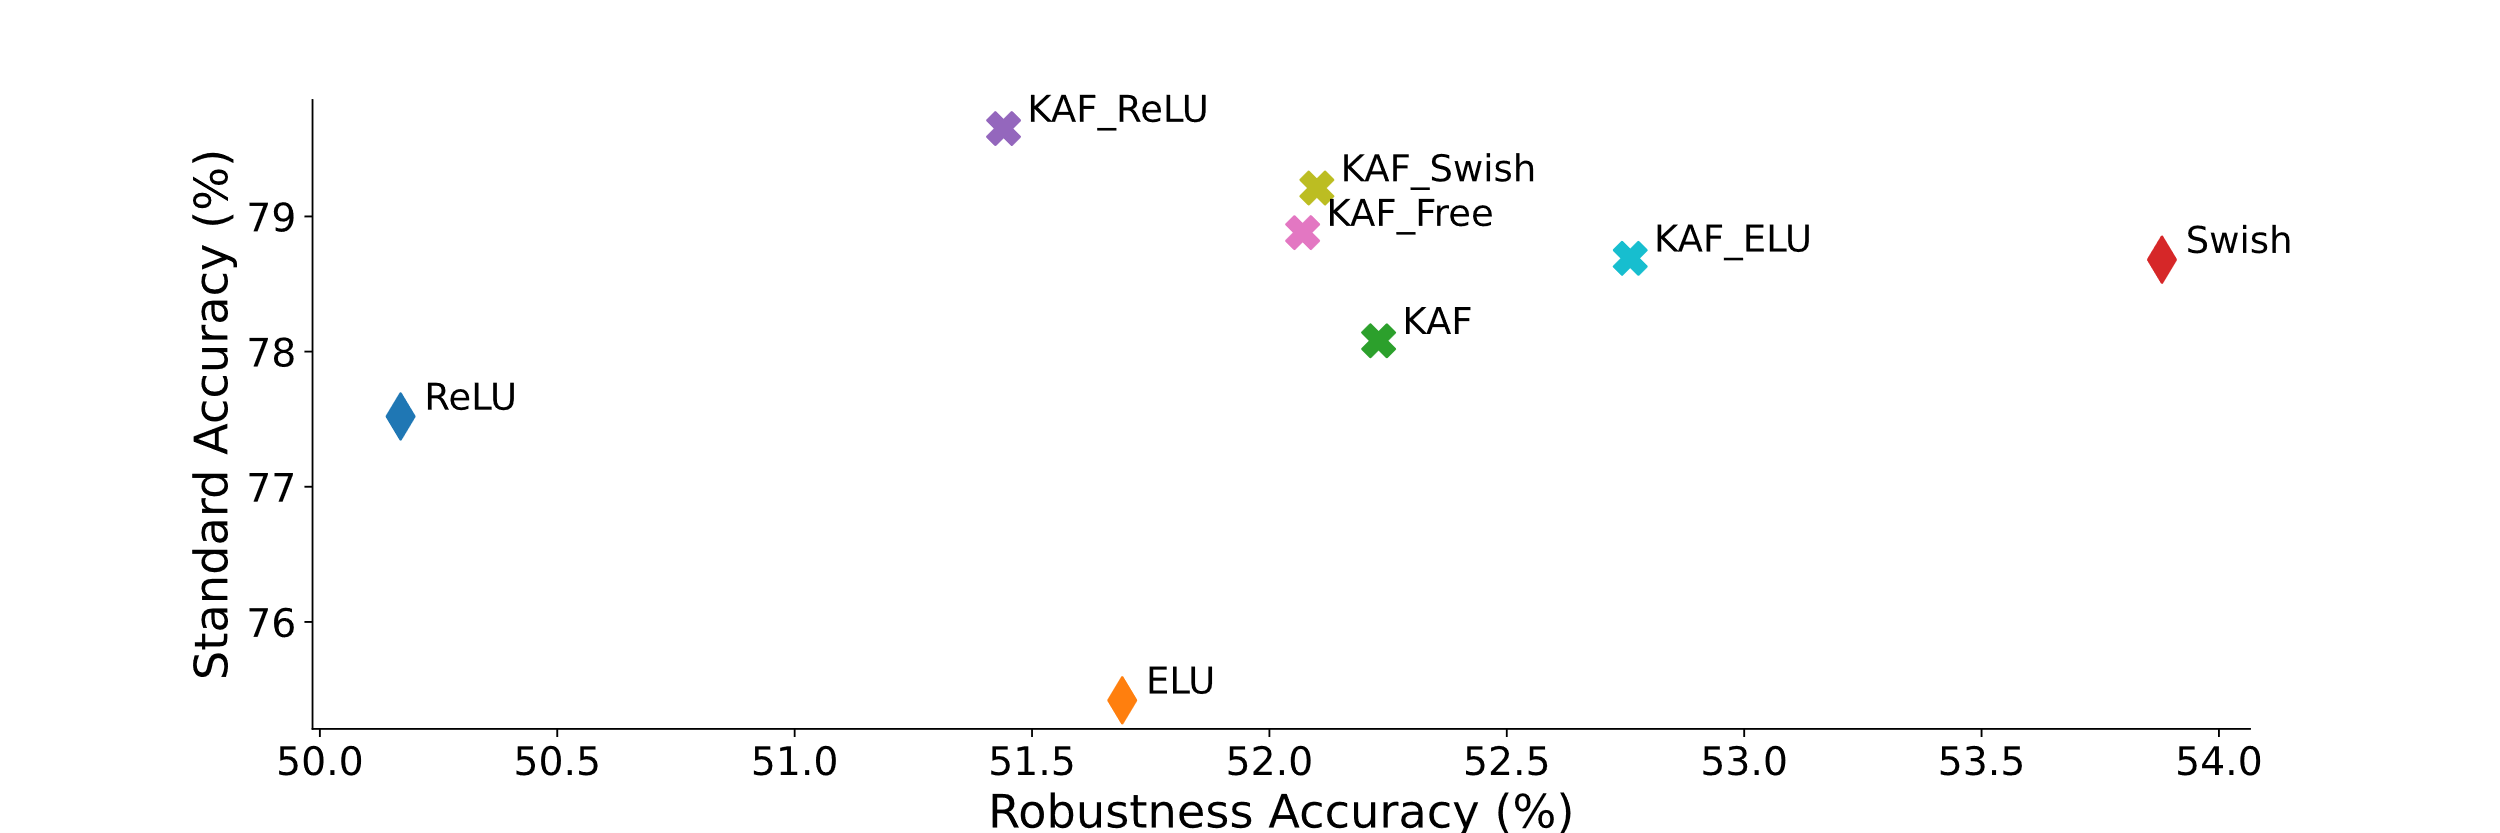 KAF_ReLU
KAF_Swish
KAF_Free
KAF_ELU
Swish
KAF
ReLU
ELU
Standard Accuracy (%)
79
78
77
76
50.0 50.5 51.0 51.5 52.0 52.5 53.0 53.5 54.0
Robustness Accuracy (%)